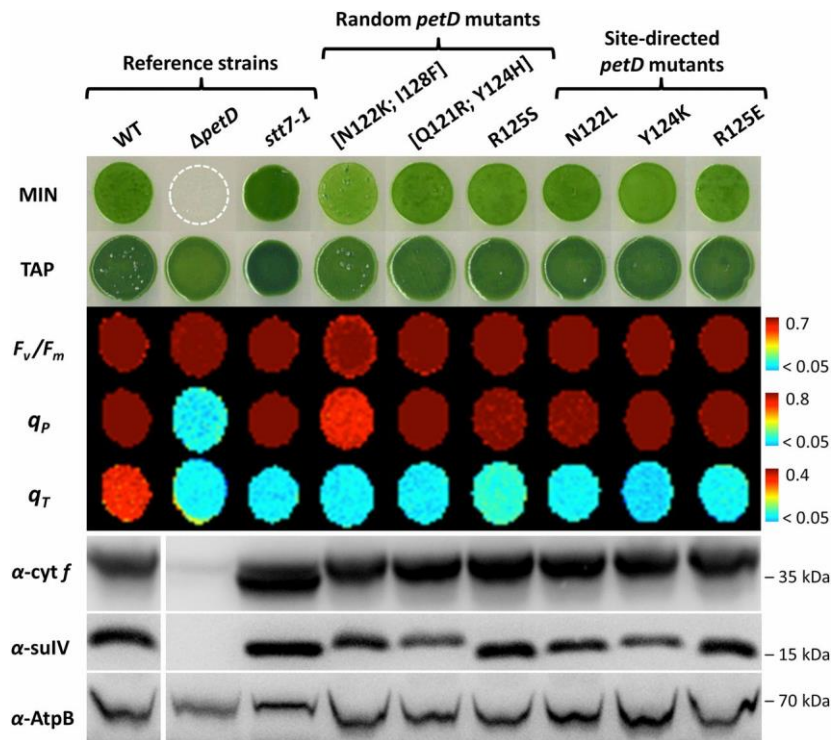 Random petD mutants
Site-directed
petD mutants
Reference strains
WT
ΔpetD
stt7-1
[N122K; I128F]
[Q121R; Y124H]
R125S
N122L
Y124K
R125E
MIN
TAP
Fv/Fm
0.7
< 0.05
qP
0.8
< 0.05
qT
0.4
< 0.05
α-cyt f
– 35 kDa
α-suIV
– 15 kDa
α-AtpB
– 70 kDa